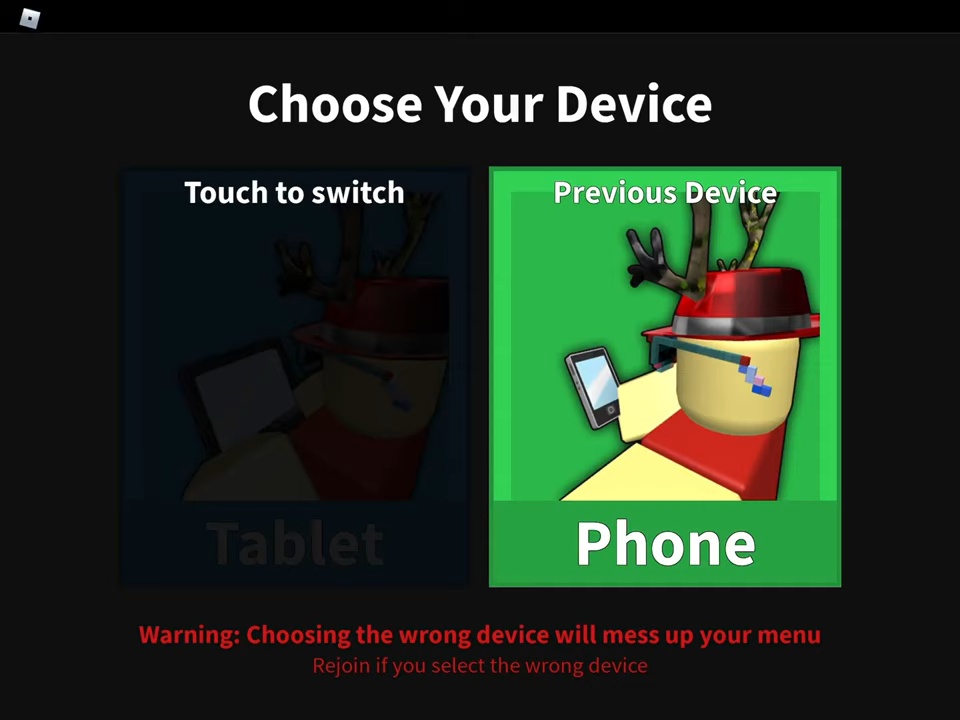 Choose Your Device
Touch to switch
Previous Device
Tablet
Phone
Warning: Choosing the wrong device will mess up your menu
Rejoin if you select the wrong device